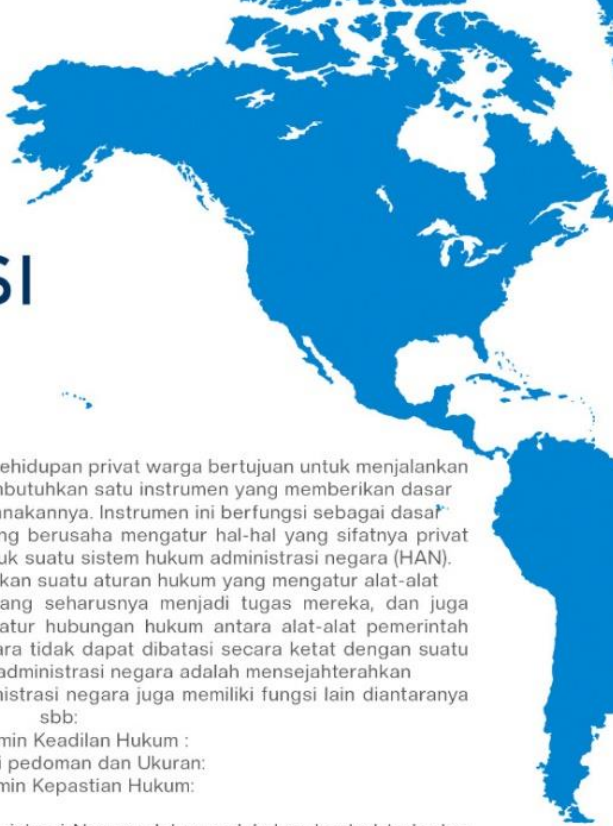 SI
ehidupan privat warga bertujuan untuk menjalankan
butuhkan satu instrumen yang memberikan dasar
nakannya. Instrumen ini berfungsi sebagai dasar
ng berusaha mengatur hal-hal yang sifatnya privat
uk suatu sistem hukum administrasi negara (HAN).
kan suatu aturan hukum yang mengatur alat-alat
ang seharusnya menjadi tugas mereka, dan juga
atur hubungan hukum antara alat-alat pemerintah
ara tidak dapat dibatasi secara ketat dengan suatu
administrasi negara adalah mensejahterahkan
nistrasi negara juga memiliki fungsi lain diantaranya
sbb:
min Keadilan Hukum :
i pedoman dan Ukuran:
min Kepastian Hukum: